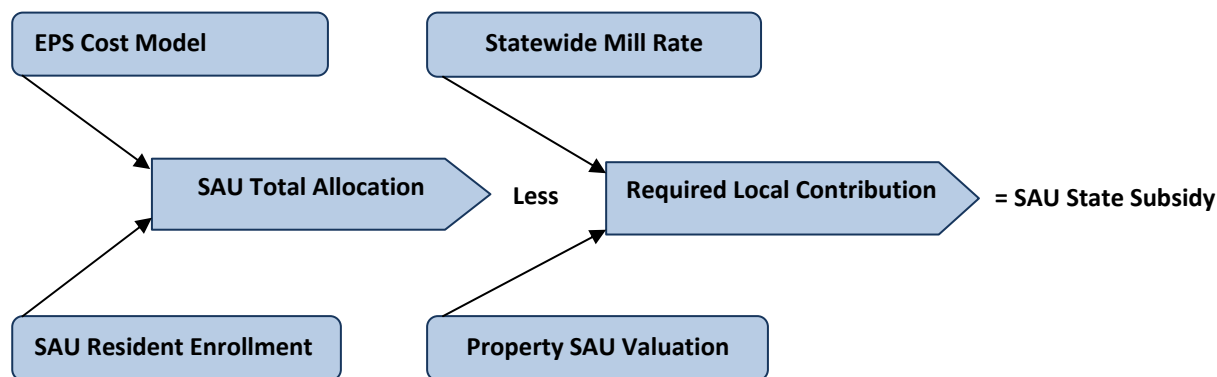 EPS Cost Model
Statewide Mill Rate
SAU Total Allocation
Less
Required Local Contribution
= SAU State Subsidy
SAU Resident Enrollment
Property SAU Valuation